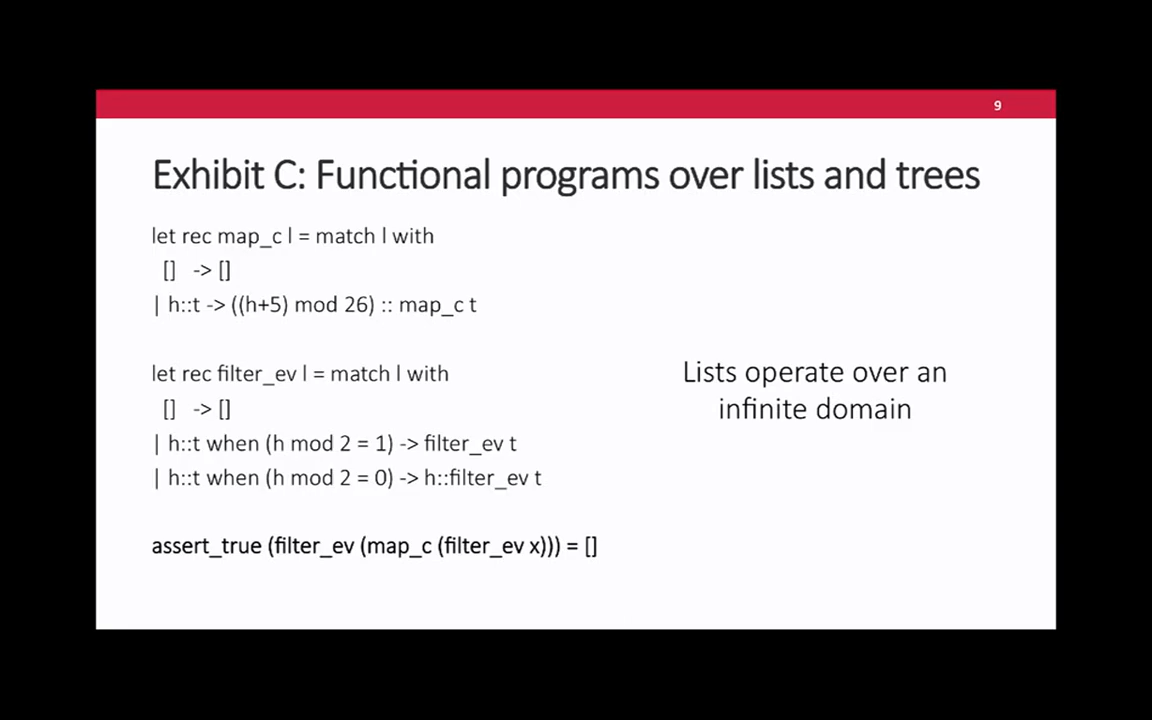 9
Exhibit C: Functional programs over lists and trees
let rec map_c l = match l with
[] -> []
| h::t -> ((h+5) mod 26) :: map_c t
let rec filter_ev l = match l with
[] -> []
| h::t when (h mod 2 = 1) -> filter_ev t
| h::t when (h mod 2 = 0) -> h::filter_ev t
assert_true (filter_ev (map_c (filter_ev x))) = []
Lists operate over an
infinite domain